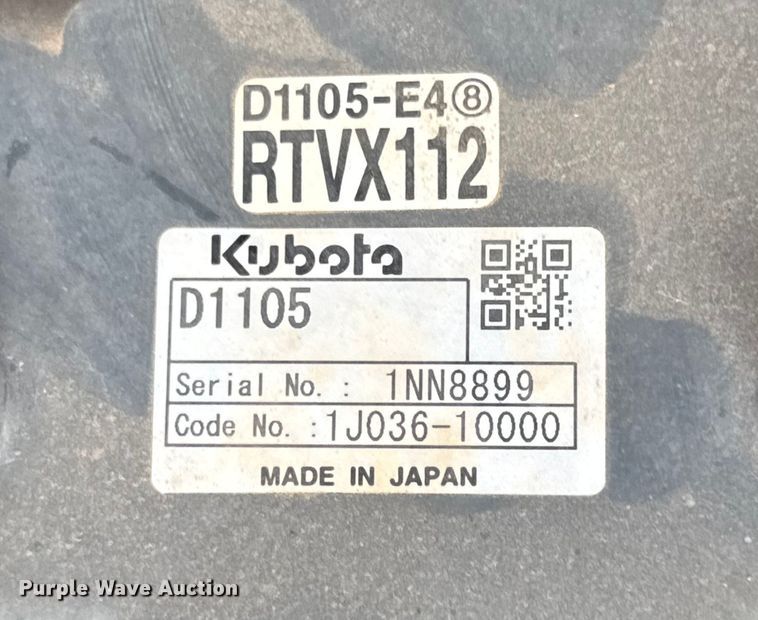 D1105-E4⑧
RTVX112
Kubota
D1105
Serial No. : 1NN8899
Code No. :1J036-10000
MADE IN JAPAN
Purple Wave Auction